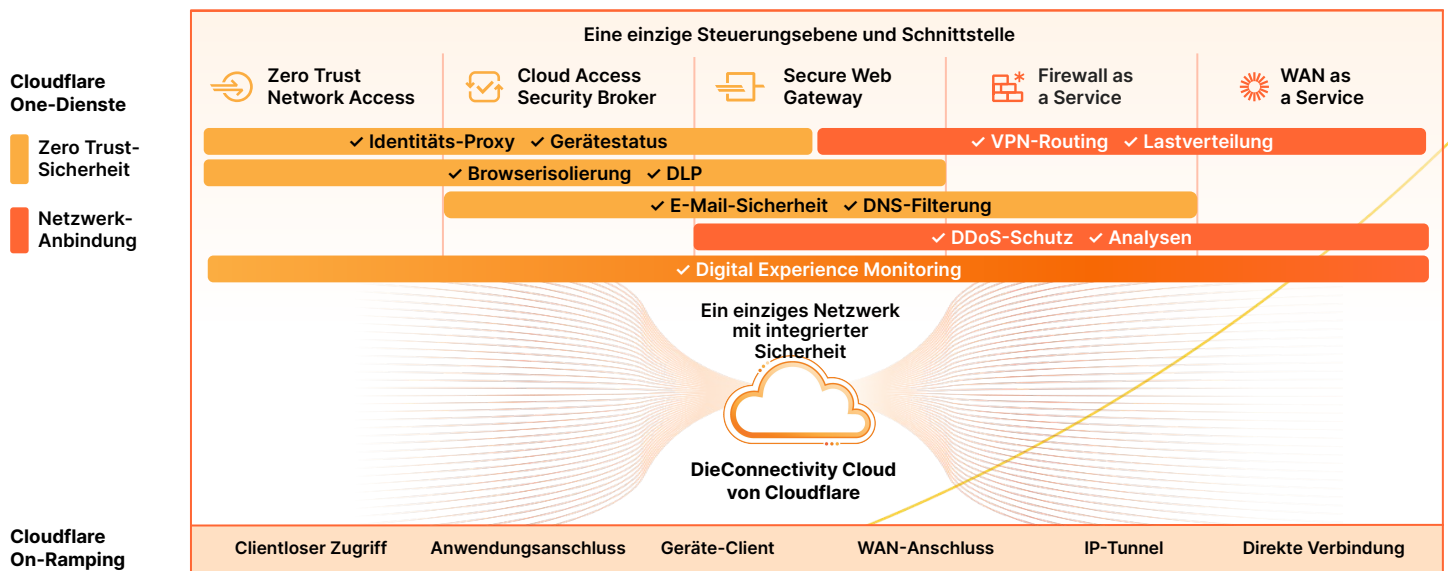 Eine einzige Steuerungsebene und Schnittstelle
Cloudflare
One-Dienste
Zero Trust-
Sicherheit
Netzwerk-
Anbindung
Zero Trust
Network Access
Cloud Access
Security Broker
Secure Web
Gateway
Firewall as
a Service
WAN as
a Service
✓ Identitäts-Proxy ✓ Gerätestatus
✓ VPN-Routing ✓ Lastverteilung
✓ Browserisolierung ✓ DLP
✓ E-Mail-Sicherheit ✓ DNS-Filterung
✓ DDoS-Schutz ✓ Analysen
✓ Digital Experience Monitoring
Ein einziges Netzwerk
mit integrierter
Sicherheit
DieConnectivity Cloud
von Cloudflare
Cloudflare
On-Ramping
Clientloser Zugriff
Anwendungsanschluss
Geräte-Client
WAN-Anschluss
IP-Tunnel
Direkte Verbindung